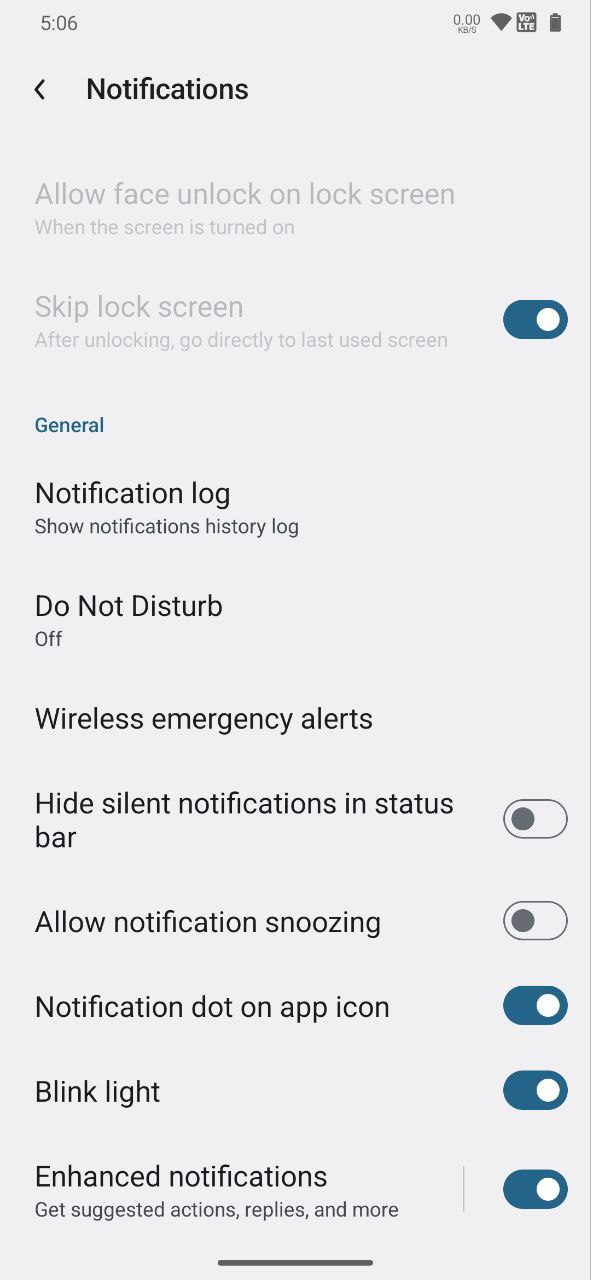 5:06
0.00
KB/S
Vo))
LTE
Notifications
Allow face unlock on lock screen
When the screen is turned on
Skip lock screen
After unlocking, go directly to last used screen
General
Notification log
Show notifications history log
Do Not Disturb
Off
Wireless emergency alerts
Hide silent notifications in status
bar
Allow notification snoozing
Notification dot on app icon
Blink light
Enhanced notifications
Get suggested actions, replies, and more